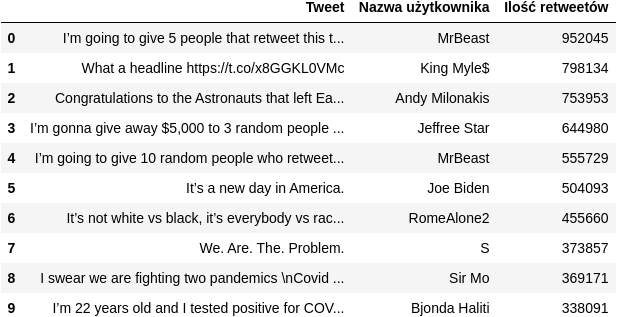 Tweet Nazwa użytkownika Ilość retweetów
0 I’m going to give 5 people that retweet this t... MrBeast 952045
1 What a headline https://t.co/x8GGKL0VMc King Myle$ 798134
2 Congratulations to the Astronauts that left Ea... Andy Milonakis 753953
3 I’m gonna give away $5,000 to 3 random people ... Jeffree Star 644980
4 I’m going to give 10 random people who retweet... MrBeast 555729
5 It’s a new day in America. Joe Biden 504093
6 It’s not white vs black, it’s everybody vs rac... RomeAlone2 455660
7 We. Are. The. Problem. S 373857
8 I swear we are fighting two pandemics \nCovid ... Sir Mo 369171
9 I’m 22 years old and I tested positive for COV... Bjonda Haliti 338091